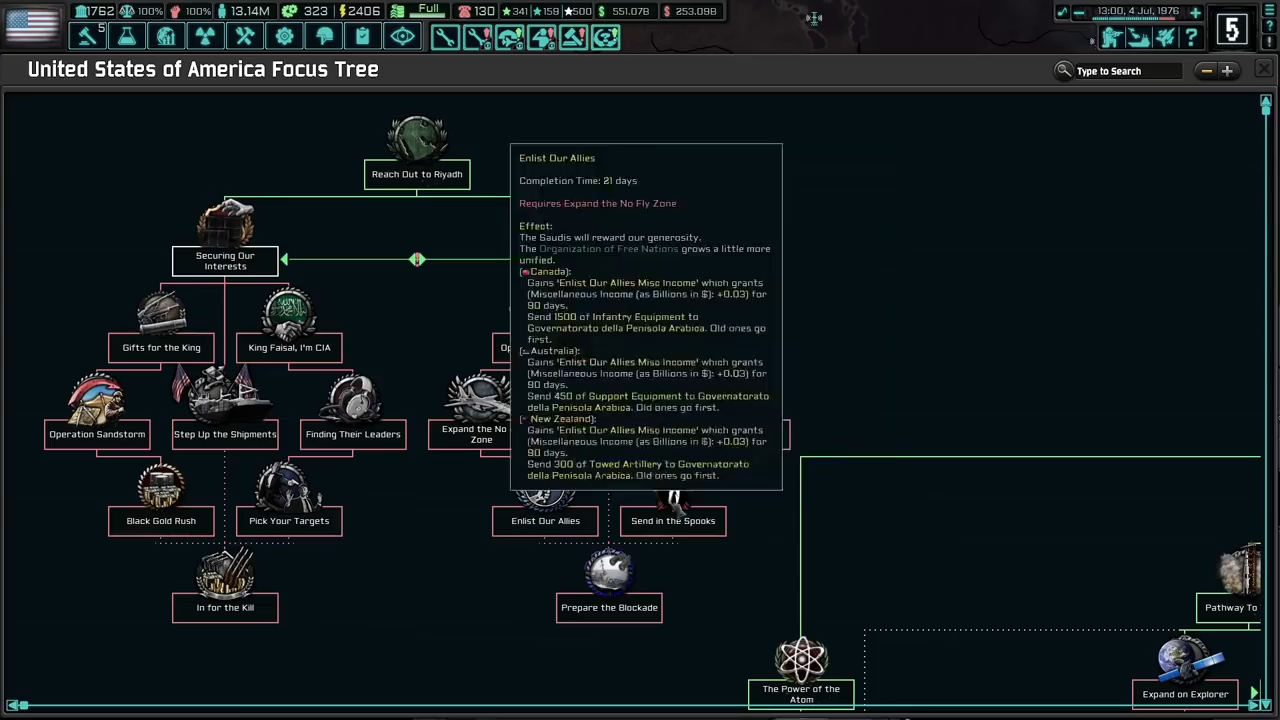 1762 100% 100% 13.14M 323 2406 Full 130 341 159 500 $ 551.078 $ 253.098 13:00, 4 Jul, 1976
5
5
United States of America Focus Tree
Type to Search
Reach Out to Riyadh
Securing Our
Interests
Gifts for the King
King Faisal, I'm CIA
Operation Sandstorm
Step Up the Shipments
Finding Their Leaders
Black Gold Rush
Pick Your Targets
In for the Kill
Op
Expand the No
Zone
Enlist Our Allies
Completion Time: 21 days
Requires Expand the No Fly Zone
Effect:
The Saudis will reward our generosity.
The Organization of Free Nations grows a little more
unified.
(Canada):
Gains 'Enlist Our Allies Misc Income' which grants
(Miscellaneous Income (as Billions in $): +0.03) for
90 days.
Send 1500 of Infantry Equipment to
Governatorato della Penisola Arabica. Old ones go
first.
(Australia):
Gains 'Enlist Our Allies Misc Income' which grants
(Miscellaneous Income (as Billions in $): +0.03) for
90 days.
Send 450 of Support Equipment to Governatorato
della Penisola Arabica. Old ones go first.
(New Zealand):
Gains 'Enlist Our Allies Misc Income' which grants
(Miscellaneous Income (as Billions in $): +0.03) for
90 days.
Send 300 of Towed Artillery to Governatorato
della Penisola Arabica. Old ones go first.
Enlist Our Allies
Send in the Spooks
Prepare the Blockade
The Power of the
Atom
Pathway To
Expand on Explorer